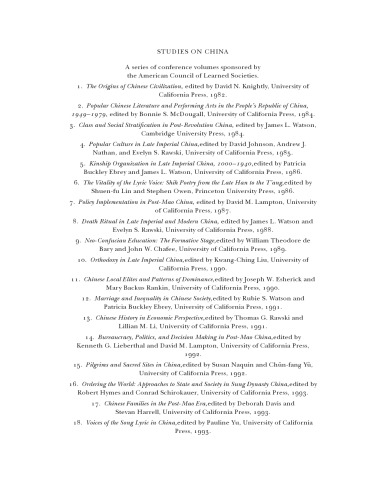 STUDIES ON CHINA
A series of conference volumes sponsored by
the American Council of Learned Societies.
1. The Origins of Chinese Civilization, edited by David N. Knightly, University of
California Press, 1982.
2. Popular Chinese Literature and Performing Arts in the People's Republic of China,
1949–1979, edited by Bonnie S. McDougall, University of California Press, 1984.
3. Class and Social Stratification in Post-Revolution China, edited by James L. Watson,
Cambridge University Press, 1984.
4. Popular Culture in Late Imperial China,edited by David Johnson, Andrew J.
Nathan, and Evelyn S. Rawski, University of California Press, 1985.
5. Kinship Organization in Late Imperial China, 1000–1940,edited by Patricia
Buckley Ebrey and James L. Watson, University of California Press, 1986.
6. The Vitality of the Lyric Voice: Shih Poetry from the Late Han to the T'ang,edited by
Shuen-fu Lin and Stephen Owen, Princeton University Press, 1986.
7. Policy Implementation in Post-Mao China, edited by David M. Lampton, University
of California Press, 1987.
8. Death Ritual in Late Imperial and Modern China, edited by James L. Watson and
Evelyn S. Rawski, University of California Press, 1988.
9. Neo-Confucian Education: The Formative Stage,edited by William Theodore de
Bary and John W. Chafee, University of California Press, 1989.
10. Orthodoxy in Late Imperial China,edited by Kwang-Ching Liu, University of
California Press, 1990.
11. Chinese Local Elites and Patterns of Dominance,edited by Joseph W. Esherick and
Mary Backus Rankin, University of California Press, 1990.
12. Marriage and Inequality in Chinese Society,edited by Rubie S. Watson and
Patricia Buckley Ebrey, University of California Press, 1991.
13. Chinese History in Economic Perspective,edited by Thomas G. Rawski and
Lillian M. Li, University of California Press, 1991.
14. Bureaucracy, Politics, and Decision Making in Post-Mao China,edited by
Kenneth G. Lieberthal and David M. Lampton, University of California Press,
1992.
15. Pilgrims and Sacred Sites in China,edited by Susan Naquin and Chün-fang Yü,
University of California Press, 1992.
16. Ordering the World: Approaches to State and Society in Sung Dynasty China,edited by
Robert Hymes and Conrad Schirokauer, University of California Press, 1993.
17. Chinese Families in the Post-Mao Era,edited by Deborah Davis and
Stevan Harrell, University of California Press, 1993.
18. Voices of the Song Lyric in China,edited by Pauline Yu, University of California
Press, 1993.